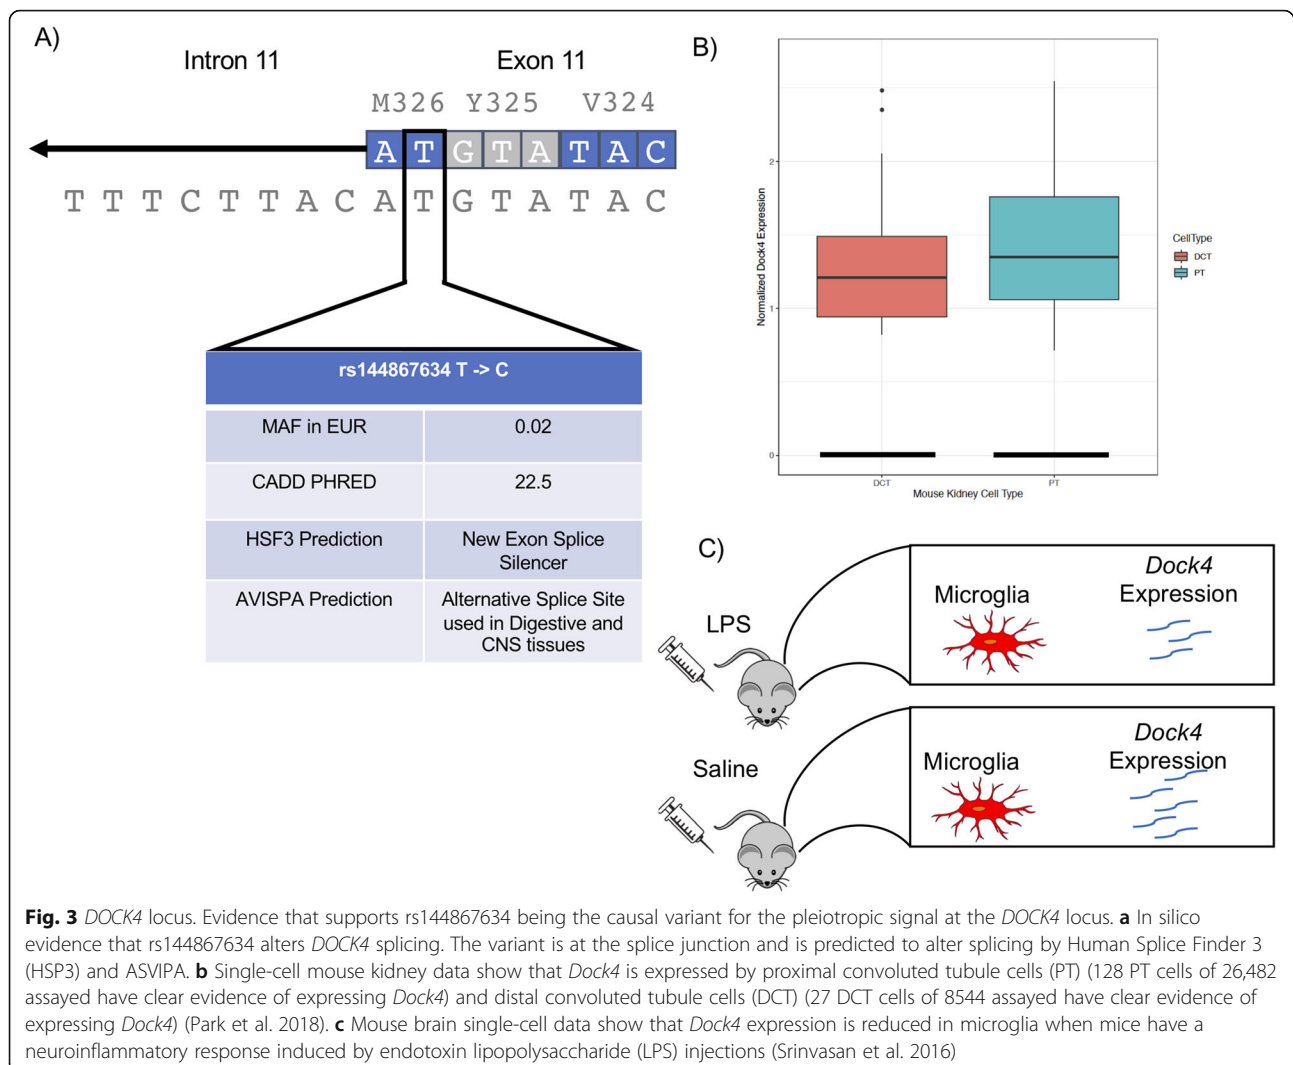 A)
Intron 11
Exon 11
M326 Y325 V324
A T G T A T A C
T T T C T T A C A T G T A T A C
rs144867634 T -> C
MAF in EUR 0.02
CADD PHRED 22.5
HSF3 Prediction New Exon Splice
Silencer
AVISPA Prediction Alternative Splice Site
used in Digestive and
CNS tissues
B)
Normalized Dock4 Expression
2
1
0
DCT PT
Mouse Kidney Cell Type
CellType
DCT
PT
C)
LPS
Microglia
Dock4
Expression
Saline
Microglia
Dock4
Expression
Fig. 3 DOCK4 locus. Evidence that supports rs144867634 being the causal variant for the pleiotropic signal at the DOCK4 locus. a In silico
evidence that rs144867634 alters DOCK4 splicing. The variant is at the splice junction and is predicted to alter splicing by Human Splice Finder 3
(HSP3) and ASVIPA. b Single-cell mouse kidney data show that Dock4 is expressed by proximal convoluted tubule cells (PT) (128 PT cells of 26,482
assayed have clear evidence of expressing Dock4) and distal convoluted tubule cells (DCT) (27 DCT cells of 8544 assayed have clear evidence of
expressing Dock4) (Park et al. 2018). c Mouse brain single-cell data show that Dock4 expression is reduced in microglia when mice have a
neuroinflammatory response induced by endotoxin lipopolysaccharide (LPS) injections (Srinvasan et al. 2016)